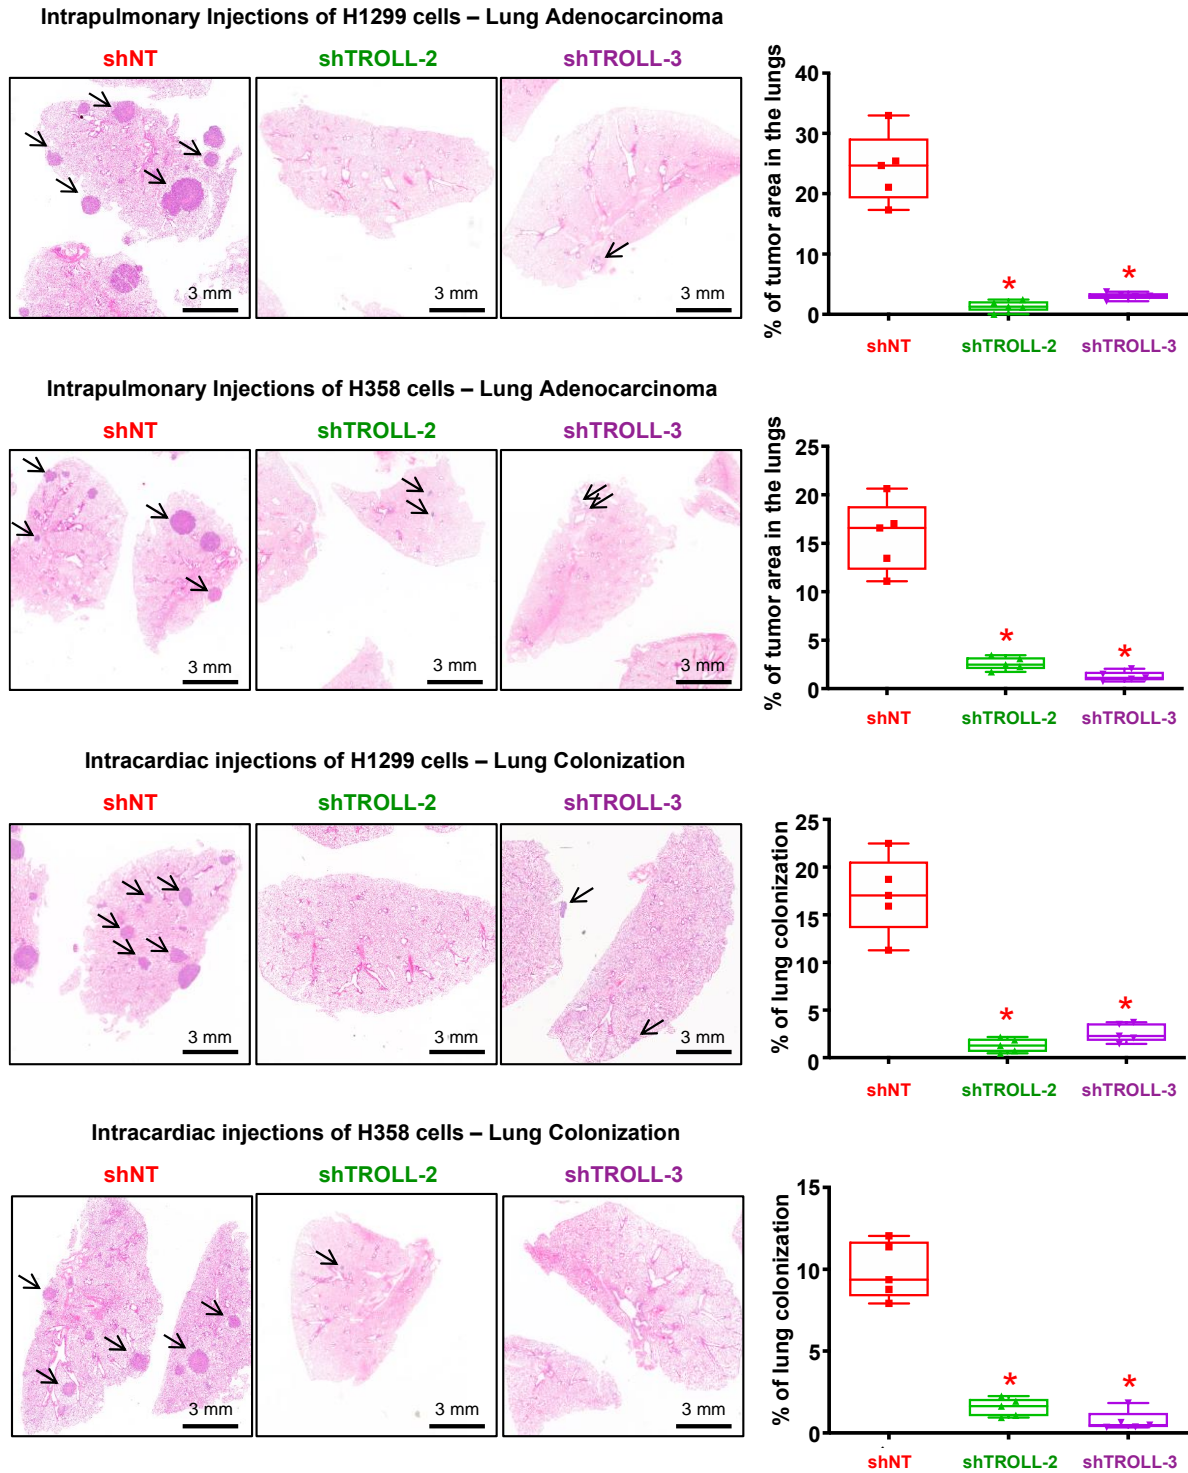 Intrapulmonary Injections of H1299 cells – Lung Adenocarcinoma
shNT
shTROLL-2
shTROLL-3
3 mm
3 mm
3 mm
% of tumor area in the lungs
40
30
20
10
0
*
*
shNT
shTROLL-2
shTROLL-3
Intrapulmonary Injections of H358 cells – Lung Adenocarcinoma
shNT
shTROLL-2
shTROLL-3
3 mm
3 mm
3 mm
% of tumor area in the lungs
25
20
15
10
5
0
*
*
shNT
shTROLL-2
shTROLL-3
Intracardiac injections of H1299 cells – Lung Colonization
shNT
shTROLL-2
shTROLL-3
3 mm
3 mm
3 mm
% of lung colonization
25
20
15
10
5
0
*
*
shNT
shTROLL-2
shTROLL-3
Intracardiac injections of H358 cells – Lung Colonization
shNT
shTROLL-2
shTROLL-3
3 mm
3 mm
3 mm
% of lung colonization
15
10
5
0
*
*
shNT
shTROLL-2
shTROLL-3